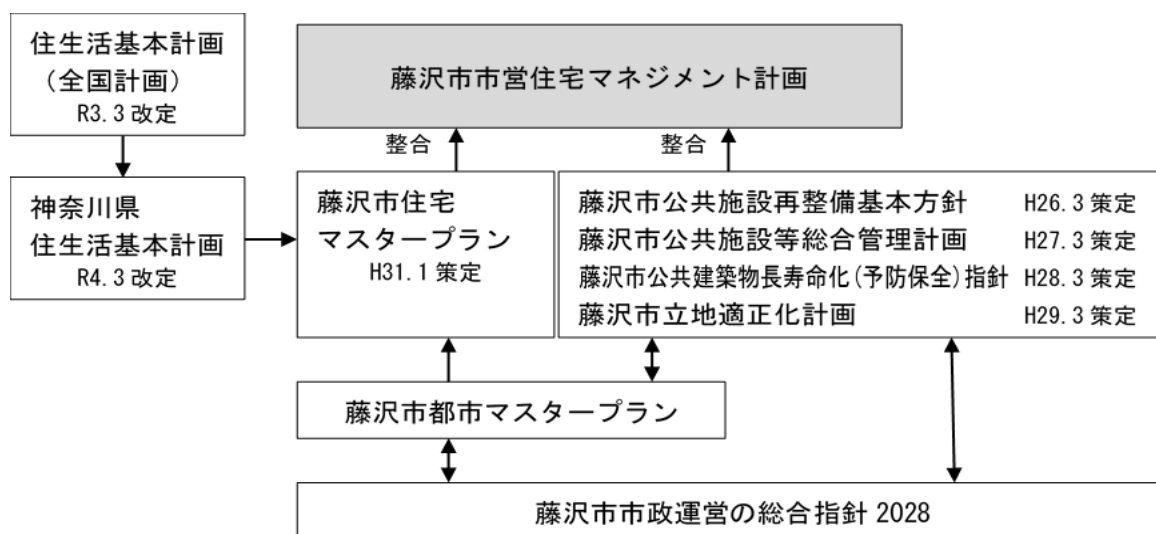 住生活基本計画
（全国計画）
R3.3 改定
藤沢市市営住宅マネジメント計画
整合
整合
神奈川県
住生活基本計画
R4.3 改定
藤沢市住宅
マスタープラン
H31.1 策定
藤沢市公共施設再整備基本方針 H26.3 策定
藤沢市公共施設等総合管理計画 H27.3 策定
藤沢市公共建築物長寿命化(予防保全)指針 H28.3 策定
藤沢市立地適正化計画 H29.3 策定
藤沢市都市マスタープラン
藤沢市市政運営の総合指針 2028